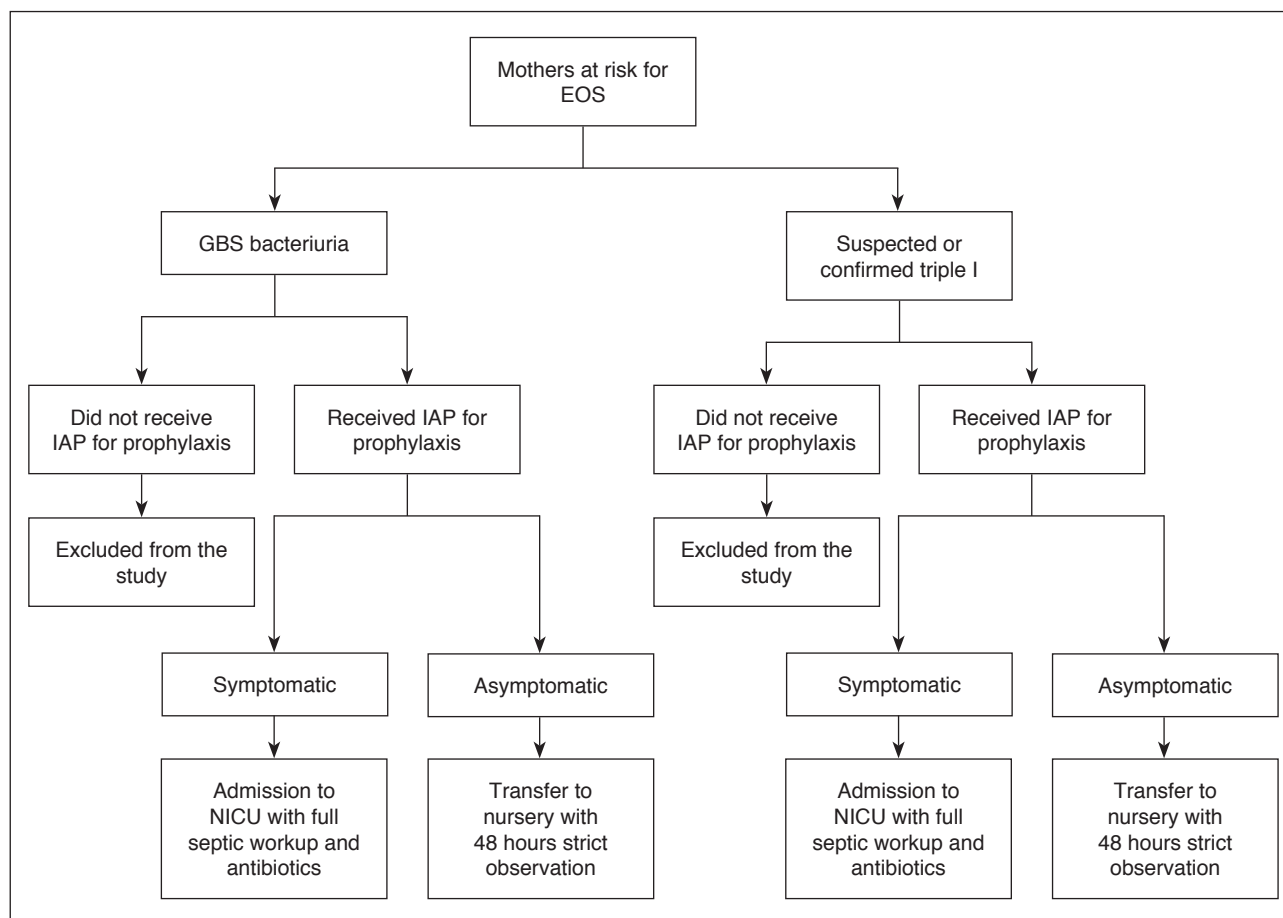 Mothers at risk for
EOS
GBS bacteriuria
Suspected or
confirmed triple I
Did not receive
IAP for prophylaxis
Received IAP for
prophylaxis
Did not receive
IAP for prophylaxis
Received IAP for
prophylaxis
Excluded from the
study
Excluded from the
study
Symptomatic
Asymptomatic
Symptomatic
Asymptomatic
Admission to
NICU with full
septic workup and
antibiotics
Transfer to
nursery with
48 hours strict
observation
Admission to
NICU with full
septic workup and
antibiotics
Transfer to
nursery with
48 hours strict
observation